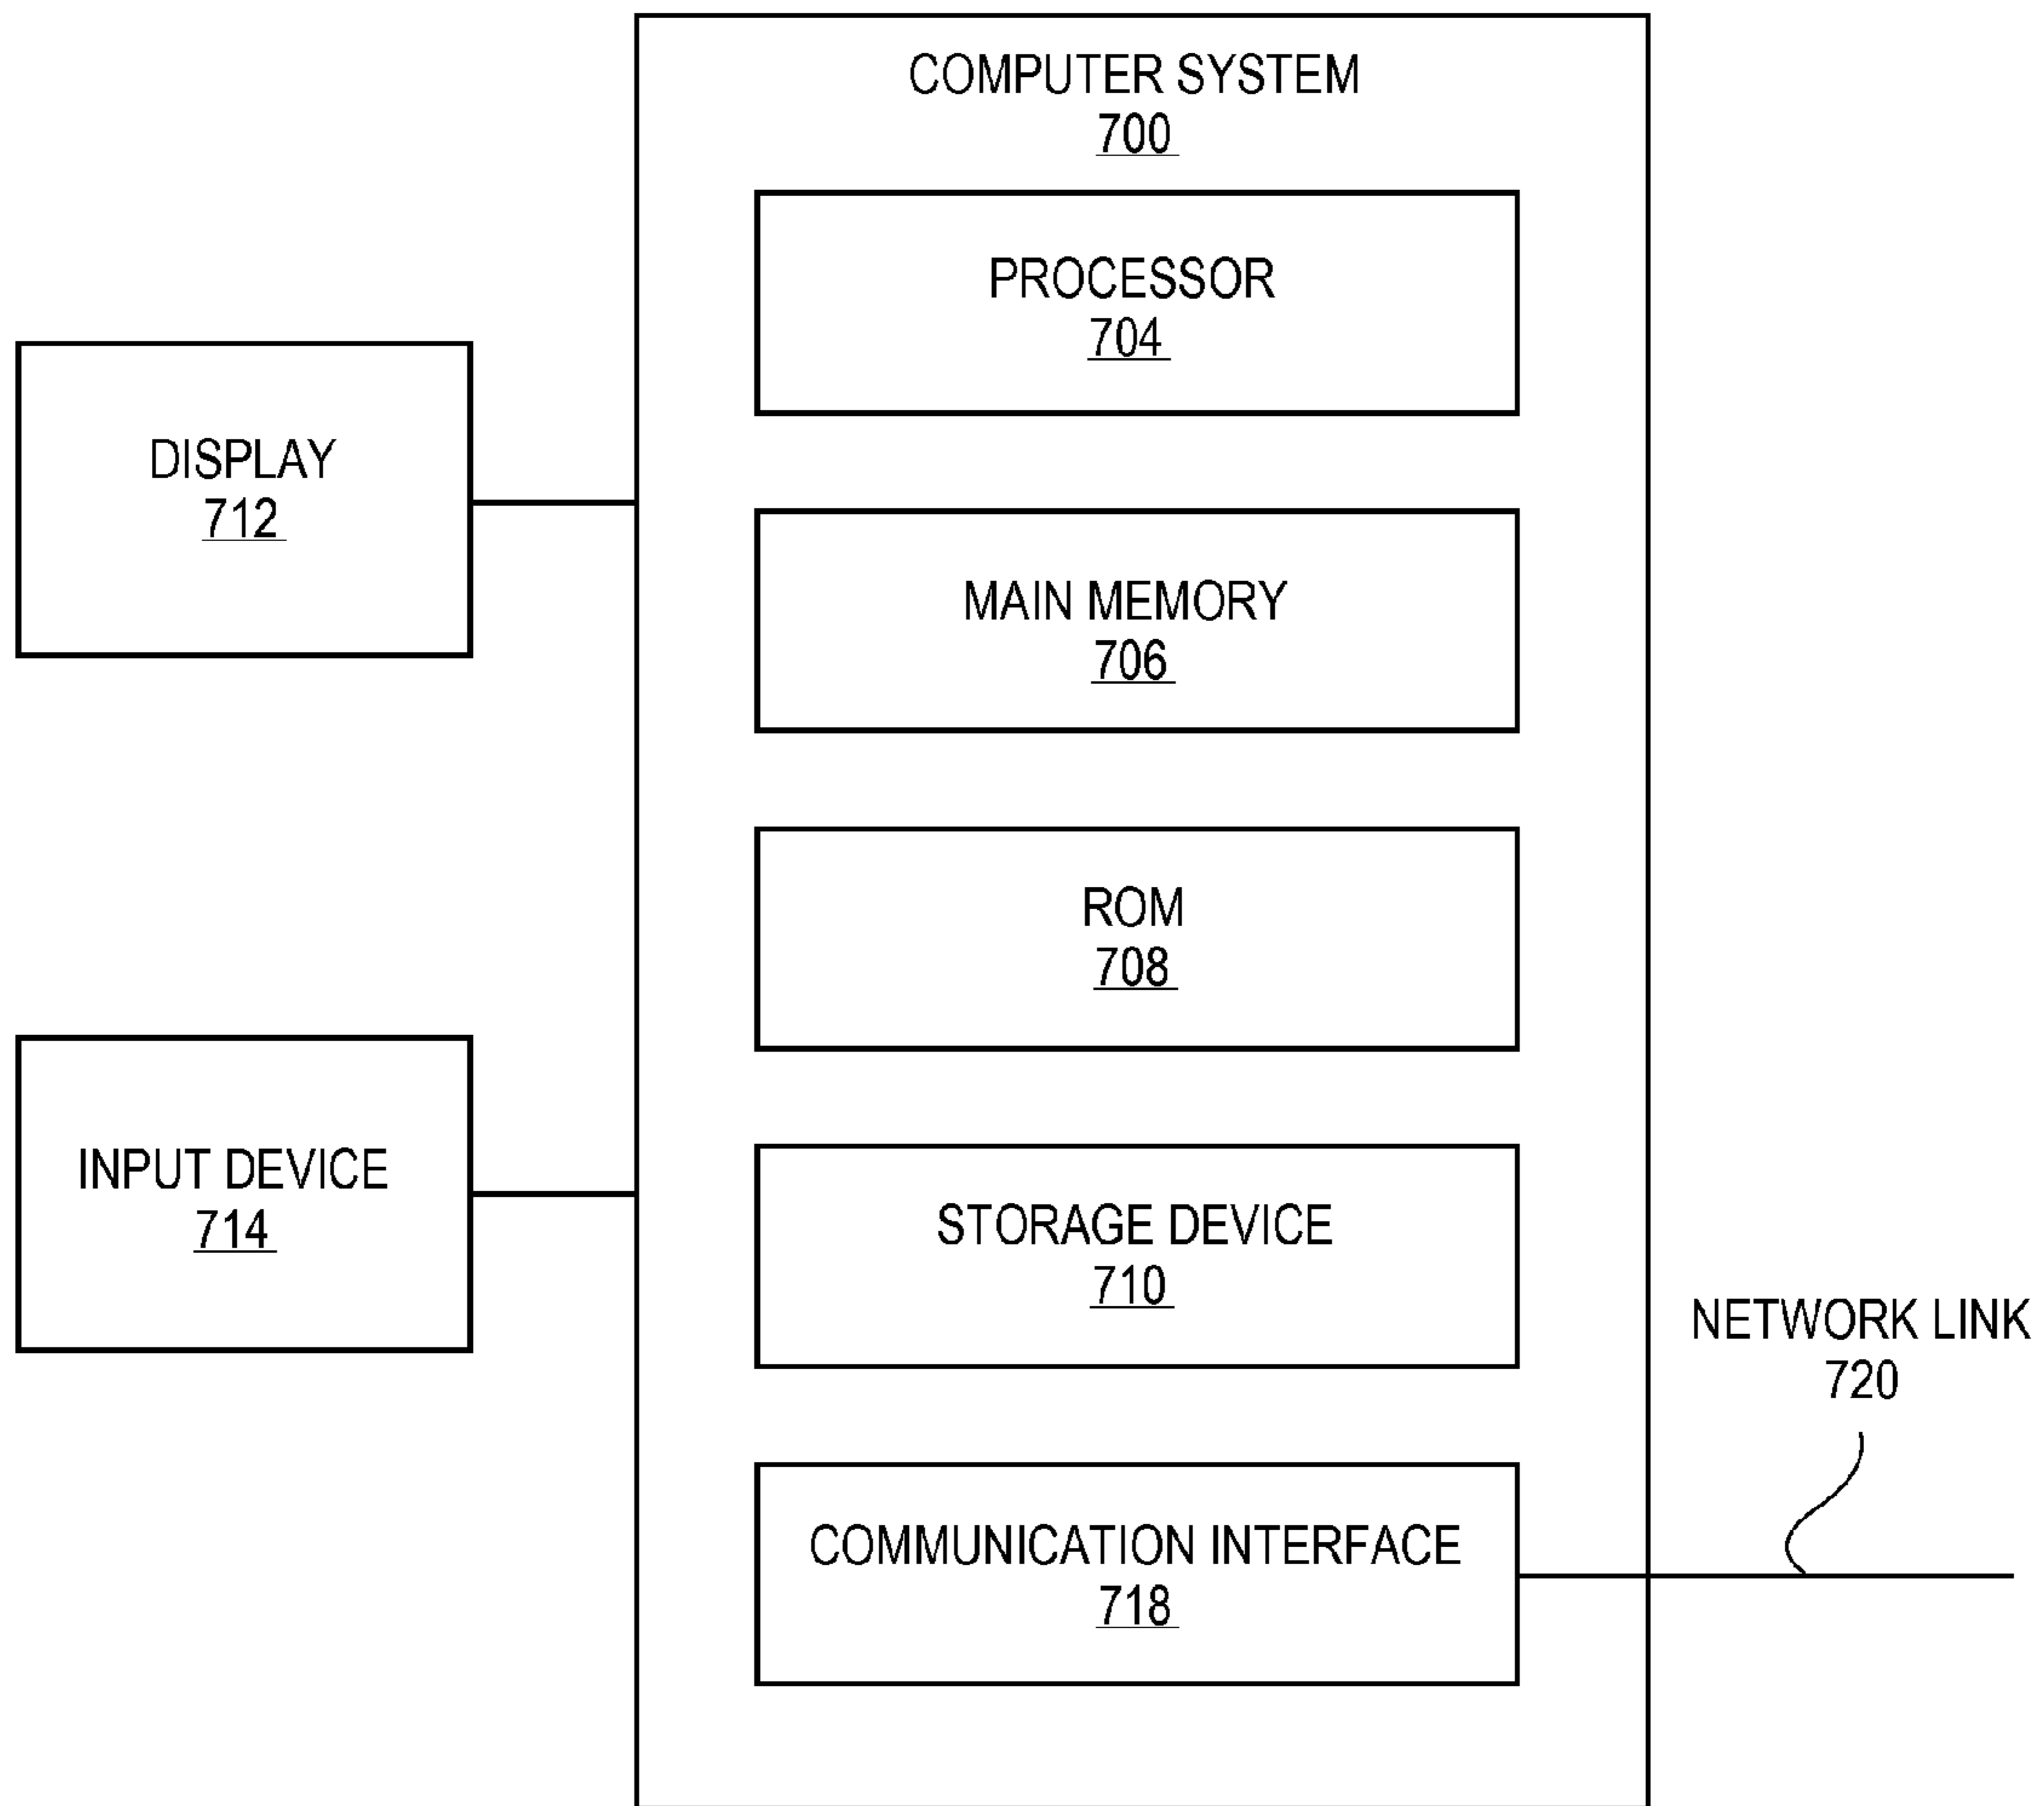 COMPUTER SYSTEM
700
PROCESSOR
704
DISPLAY
712
MAIN MEMORY
706
ROM
708
INPUT DEVICE
714
STORAGE DEVICE
710
NETWORK LINK
720
COMMUNICATION INTERFACE
718